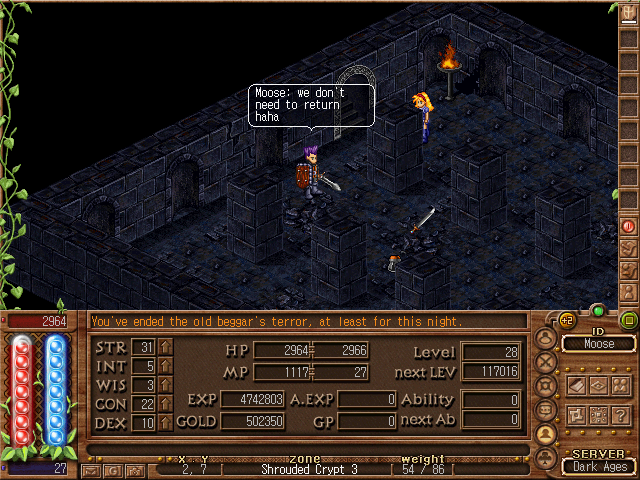 Moose: we don't
need to return
haha
2964
You've ended the old beggar's terror, at least for this night.
+2
ID
Moose
STR 31
INT 5
WIS 3
CON 22
DEX 10
HP 2964 2966
MP 1117 27
EXP 4742803 A.EXP 0
GOLD 502350 GP 0
Level 28
next LEV 117016
Ability 0
next Ab 0
?
27
G
x , y zone weight
2, 7 [ Shrouded Crypt 3 ] 54 / 86 [
SERVER
Dark Ages